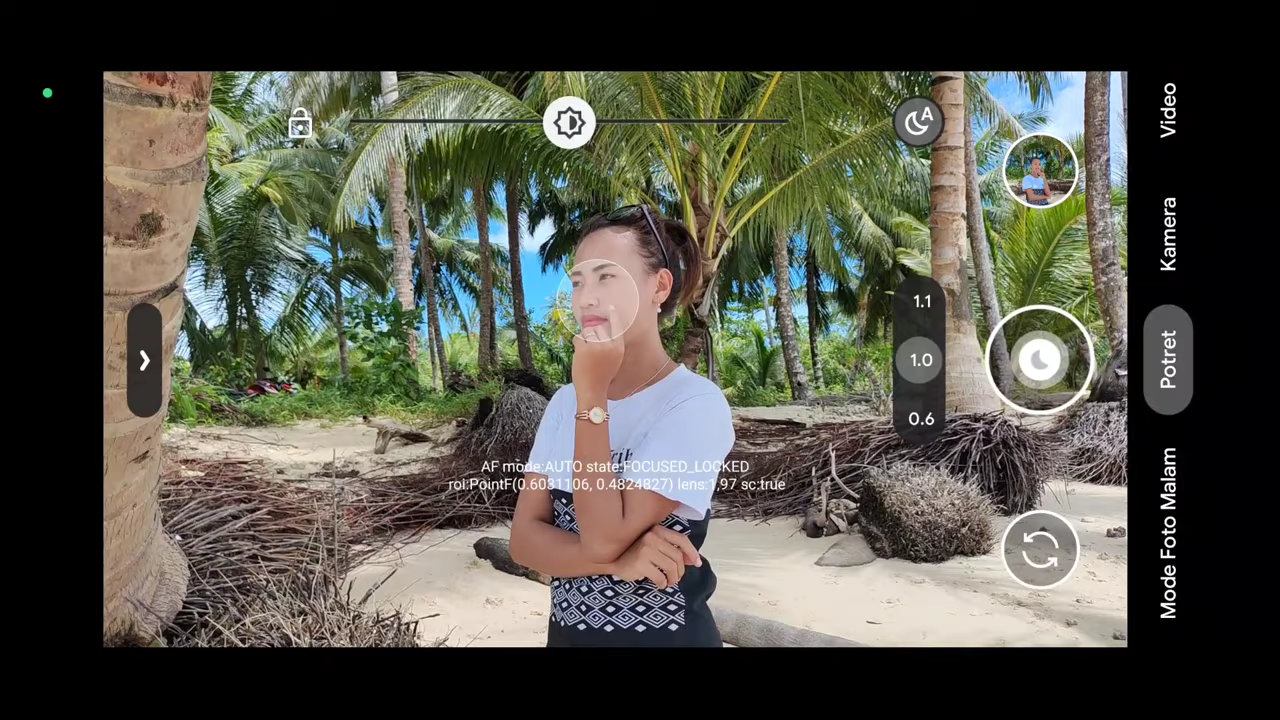 A
1.1
1.0
0.6
AF mode:AUTO state:FOCUSED_LOCKED
roi:PointF(0.6031106, 0.4824827) lens:1,97 sc:true
Video
Kamera
Potret
Mode Foto Malam